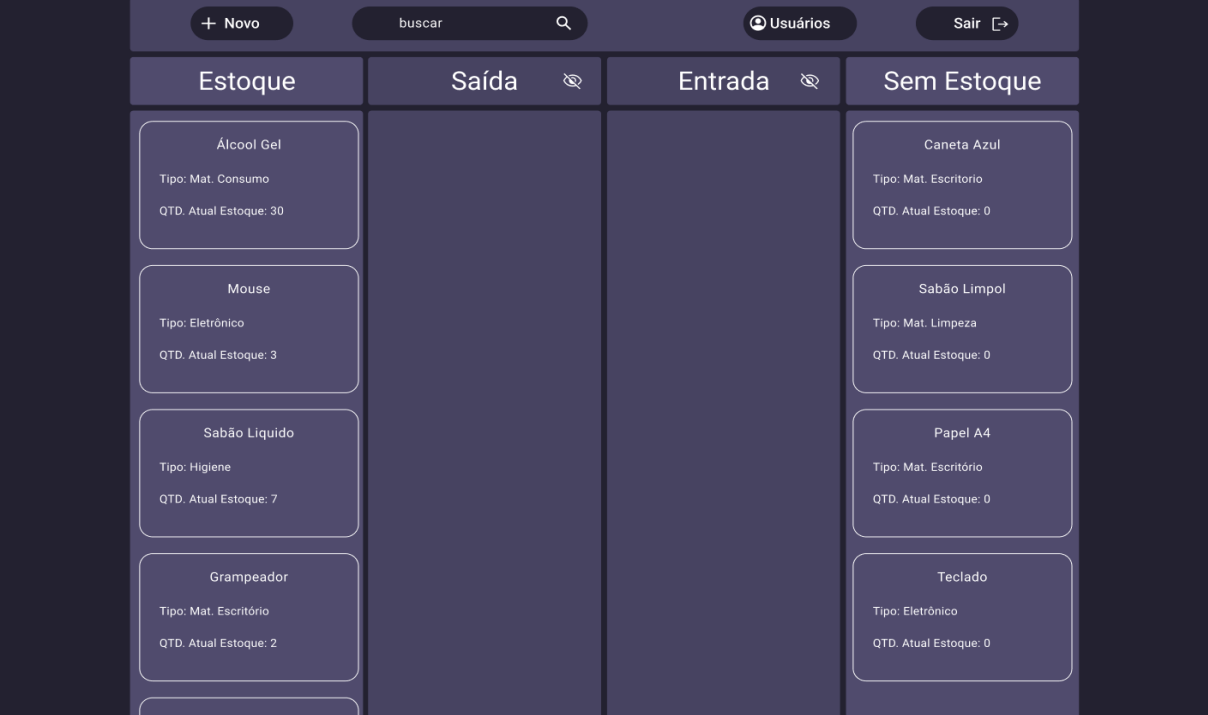 Novo
buscar
Usuários
Sair
Estoque
Saída
Entrada
Sem Estoque
Álcool Gel
Tipo: Mat. Consumo
QTD. Atual Estoque: 30
Mouse
Tipo: Eletrônico
QTD. Atual Estoque: 3
Sabão Liquido
Tipo: Higiene
QTD. Atual Estoque: 7
Grampeador
Tipo: Mat. Escritório
QTD. Atual Estoque: 2
Caneta Azul
Tipo: Mat. Escritorio
QTD. Atual Estoque: 0
Sabão Limpol
Tipo: Mat. Limpeza
QTD. Atual Estoque: 0
Papel A4
Tipo: Mat. Escritório
QTD. Atual Estoque: 0
Teclado
Tipo: Eletrônico
QTD. Atual Estoque: 0